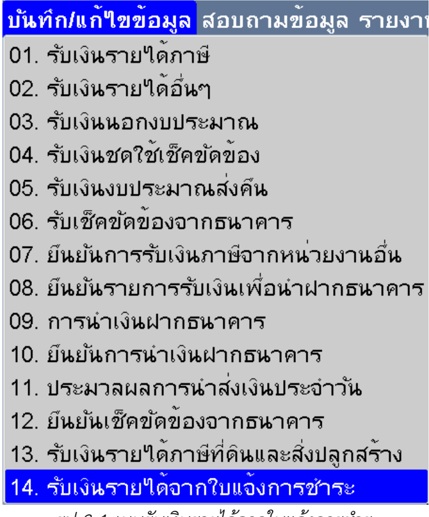 บันทึก/แก้ไขข้อมูล สอบถามข้อมูล
01. รับเงินรายได้ภาษี
02. รับเงินรายได้อื่นๆ
03. รับเงินนอกงบประมาณ
04. รับเงินชดใช้เช็คขัดข้อง
05. รับเงินงบประมาณส่งคืน
06. รับเช็คขัดข้องจากธนาคาร
07. ยืนยันการรับเงินภาษีจากหน่วยงานอื่น
08. ยืนยันรายการรับเงินเพื่อนำฝากธนาคาร
09. การนำเงินฝากธนาคาร
10. ยืนยันการนำเงินฝากธนาคาร
11. ประมวลผลการนำส่งเงินประจำวัน
12. ยืนยันเช็คขัดข้องจากธนาคาร
13. รับเงินรายได้ภาษีที่ดินและสิ่งปลูกสร้าง
14. รับเงินรายได้จากใบแจ้งการชำระ